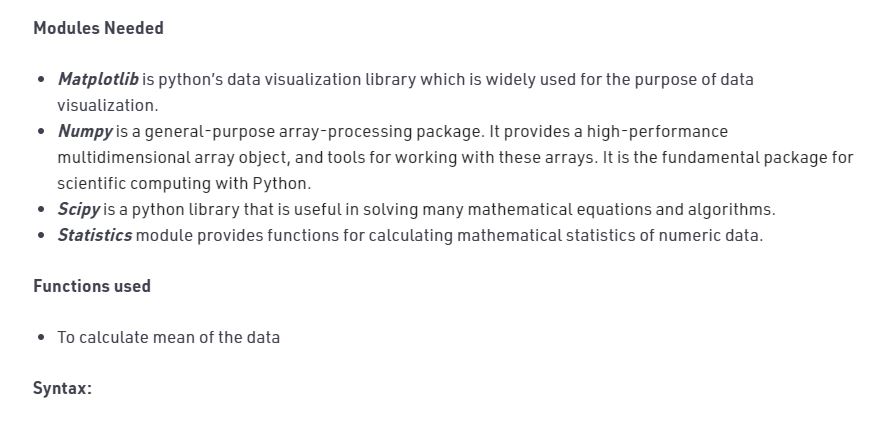 Modules Needed
• Matplotlib is python's data visualization library which is widely used for the purpose of data
visualization.
• Numpy is a general-purpose array-processing package. It provides a high-performance
multidimensional array object, and tools for working with these arrays. It is the fundamental package for
scientific computing with Python.
• Scipy is a python library that is useful in solving many mathematical equations and algorithms.
• Statistics module provides functions for calculating mathematical statistics of numeric data.
Functions used
• To calculate mean of the data
Syntax: